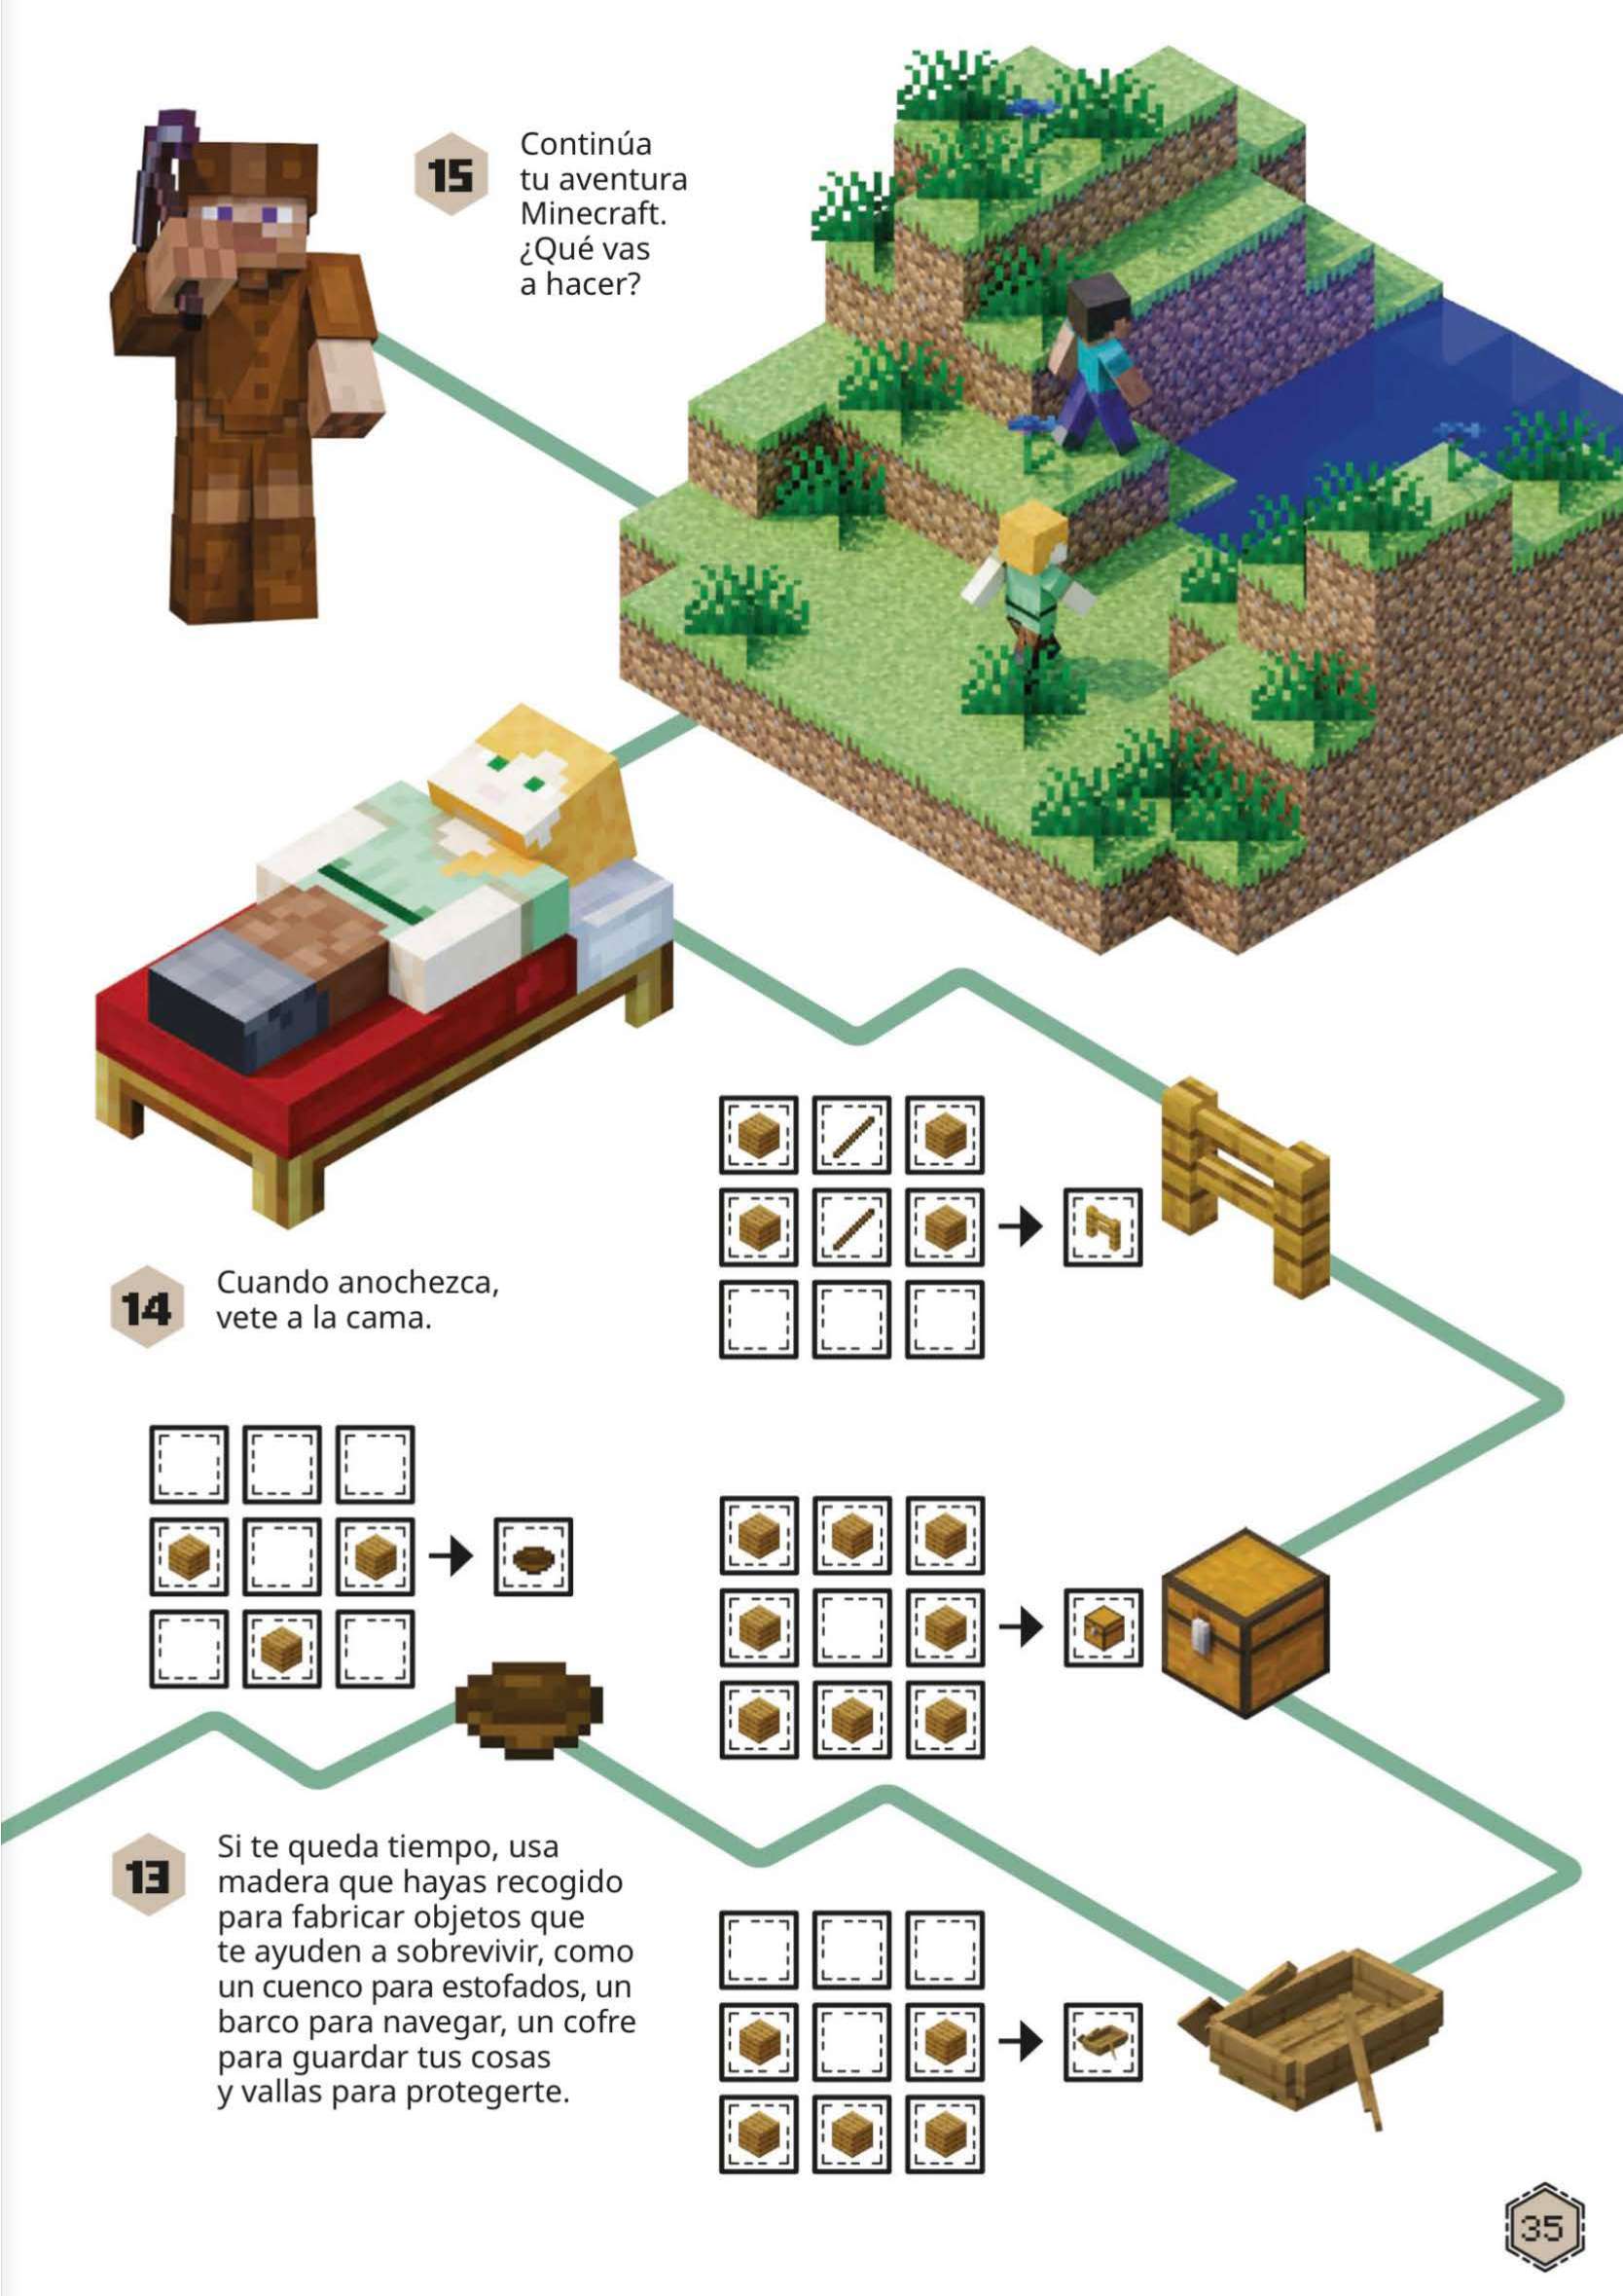 15
Continúa
tu aventura
Minecraft.
¿Qué vas
a hacer?
14
Cuando anochezca,
vete a la cama.
13
Si te queda tiempo, usa
madera que hayas recogido
para fabricar objetos que
te ayuden a sobrevivir, como
un cuenco para estofados, un
barco para navegar, un cofre
para guardar tus cosas
y vallas para protegerte.
35